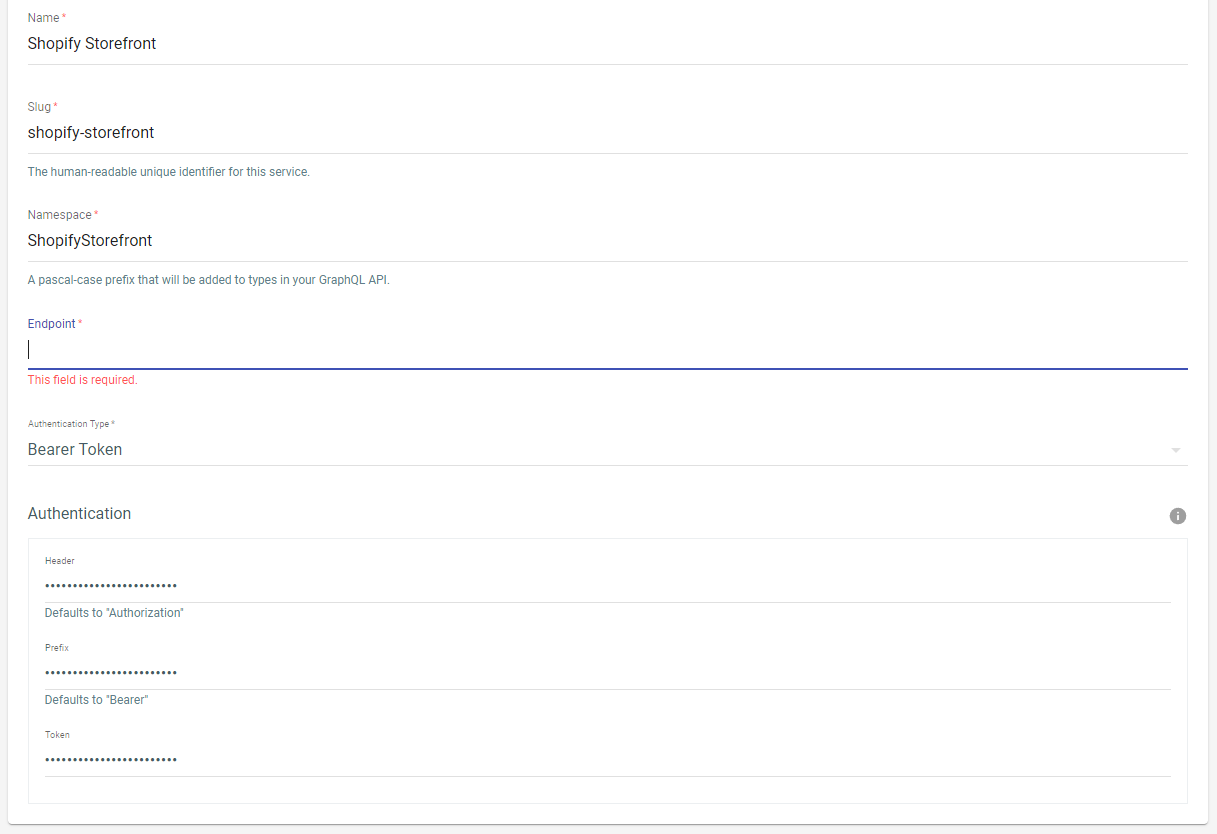 Name *
Shopify Storefront
Slug *
shopify-storefront
The human-readable unique identifier for this service.
Namespace *
ShopifyStorefront
A pascal-case prefix that will be added to types in your GraphQL API.
Endpoint *
This field is required.
Authentication Type *
Bearer Token
Authentication
Header
••••••••••••••••••••••••
Defaults to "Authorization"
Prefix
••••••••••••••••••••••••
Defaults to "Bearer"
Token
••••••••••••••••••••••••